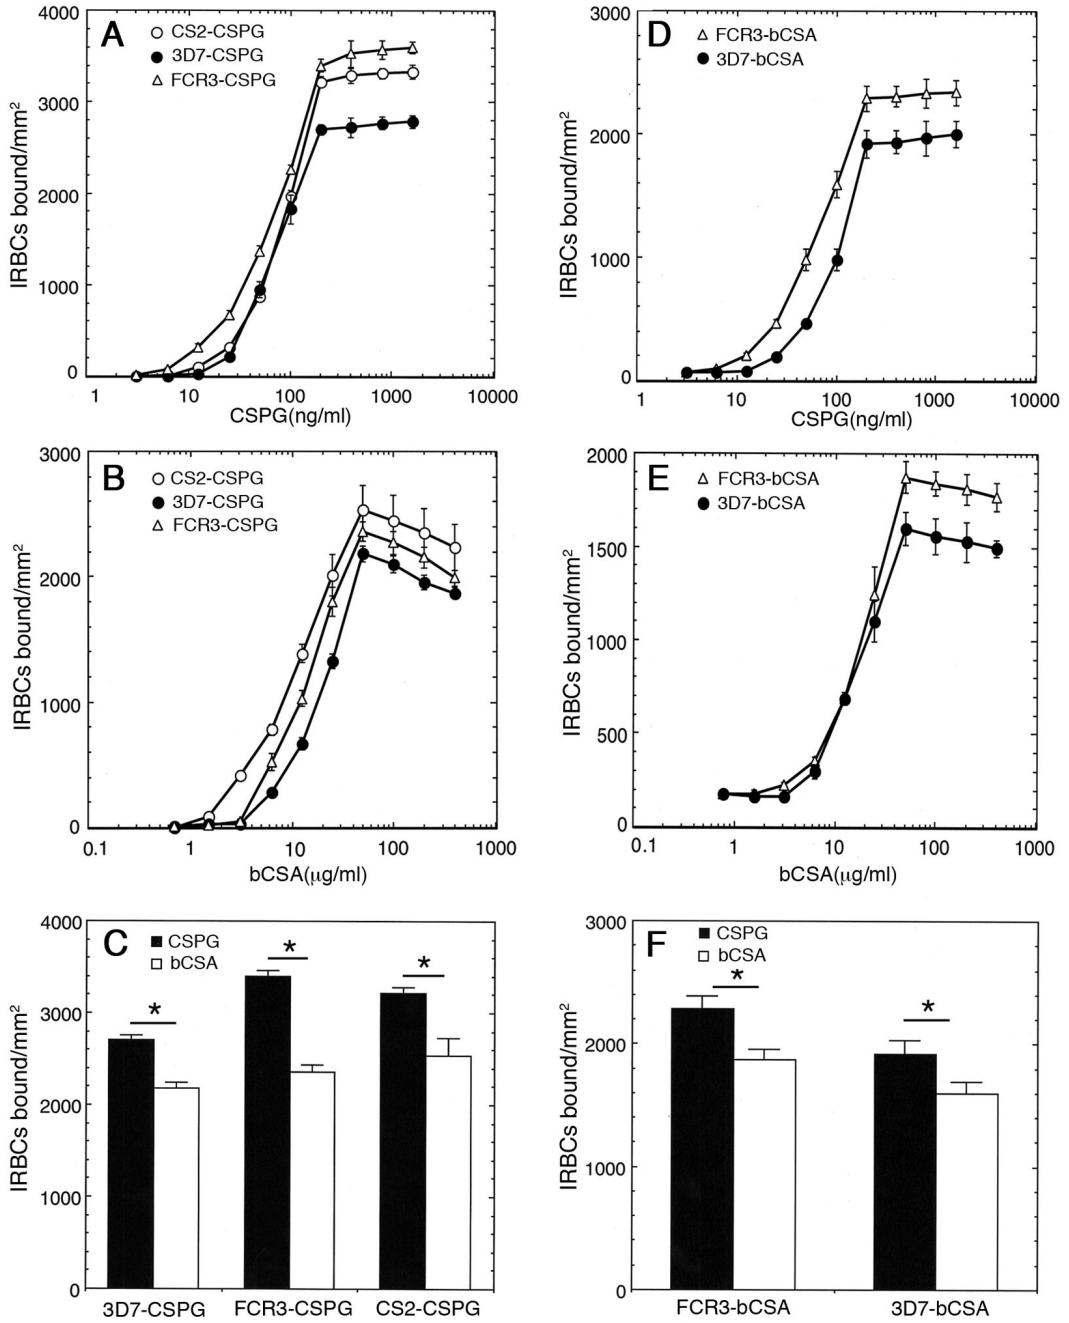 A
CS2-CSPG
3D7-CSPG
FCR3-CSPG
IRBCs bound/mm2
4000
3000
2000
1000
0
1 10 100 1000 10000
CSPG(ng/ml)
D
FCR3-bCSA
3D7-bCSA
IRBCs bound/mm2
3000
2000
1000
0
1 10 100 1000 10000
CSPG(ng/ml)
B
CS2-CSPG
3D7-CSPG
FCR3-CSPG
IRBCs bound/mm2
3000
2000
1000
0
0.1 1 10 100 1000
bCSA(μg/ml)
E
FCR3-bCSA
3D7-bCSA
IRBCs bound/mm2
2000
1500
1000
500
0
0.1 1 10 100 1000
bCSA(μg/ml)
C
CSPG
bCSA
IRBCs bound/mm2
4000
3000
2000
1000
0
* * *
3D7-CSPG FCR3-CSPG CS2-CSPG
F
CSPG
bCSA
IRBCs bound/mm2
3000
2000
1000
0
* *
FCR3-bCSA 3D7-bCSA